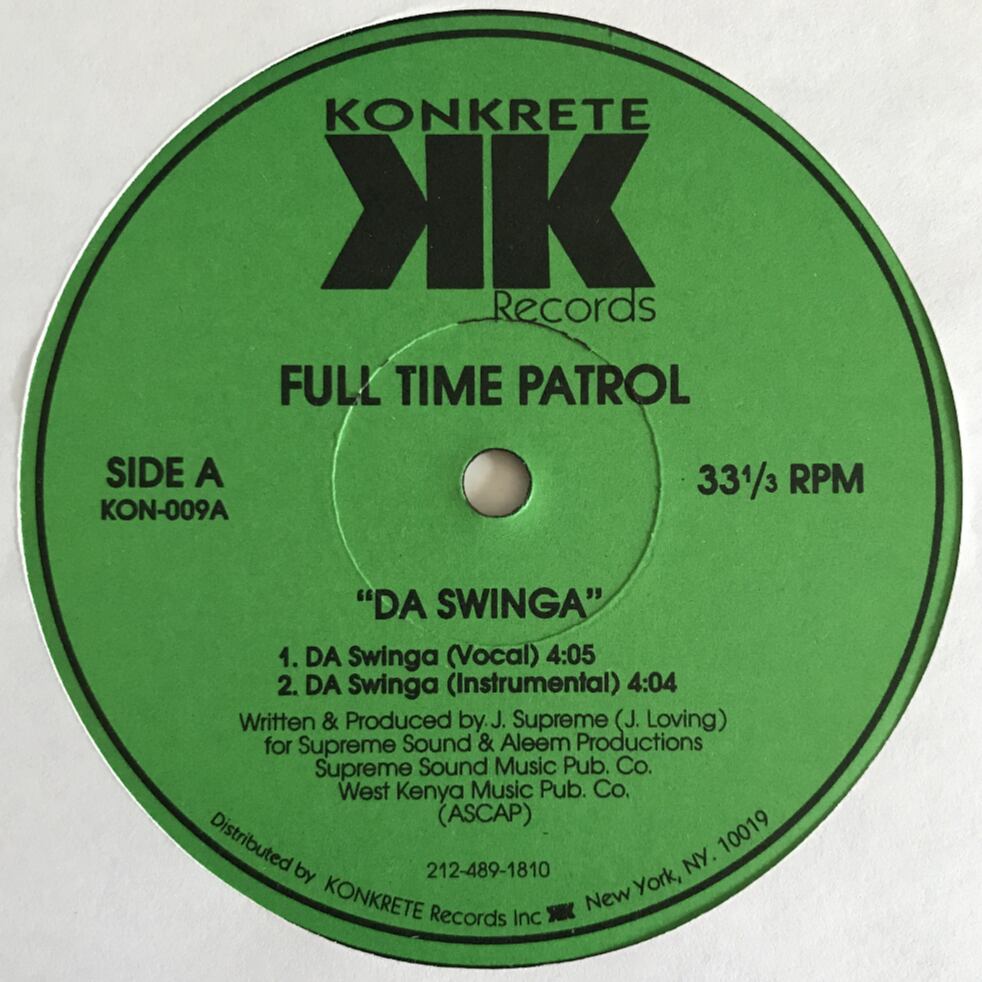 KONKRETE
KK
Records
FULL TIME PATROL
SIDE A
KON-009A
33⅓ RPM
“DA SWINGA”
1. DA Swinga (Vocal) 4:05
2. DA Swinga (Instrumental) 4:04
Written & Produced by J. Supreme (J. Loving)
for Supreme Sound & Aleem Productions
Supreme Sound Music Pub. Co.
West Kenya Music Pub. Co.
(ASCAP)
212-489-1810
Distributed by KONKRETE Records Inc KK New York, NY. 10019